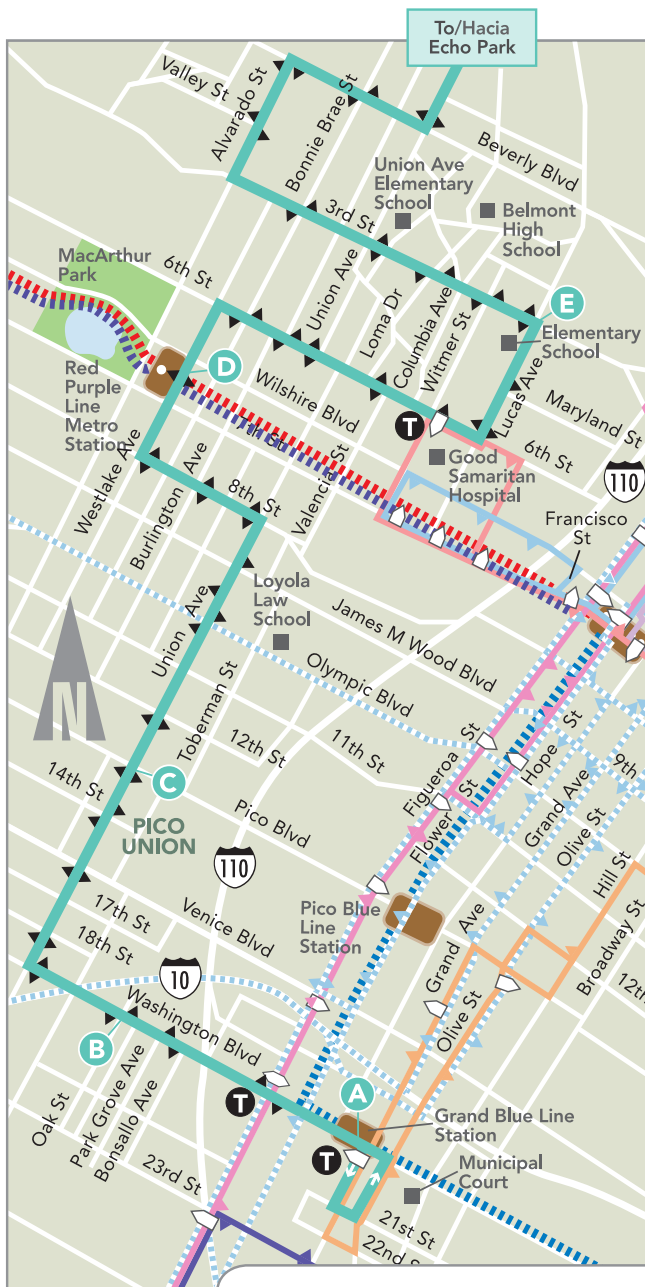 To/Hacia
Echo Park
Valley St
Alvarado St
Bonnie Brae St
Beverly Blvd
Union Ave
Elementary
School
Belmont
High
School
3rd St
MacArthur
Park
6th St
Union Ave
Loma Dr
Columbia Ave
Witmer St
E
Elementary
School
Lucas Ave
Maryland St
D
Red
Purple
Line
Metro
Station
Wilshire Blvd
7th St
T
6th St
Good
Samaritan
Hospital
110
Westlake Ave
Burlington Ave
8th St
Valencia St
Francisco
St
Loyola
Law
School
James M Wood Blvd
Union Ave
Olympic Blvd
N
Toberman St
12th St
11th St
Figueroa St
Flower St
Hope St
Grand Ave
Olive St
9th
14th St
C
PICO
UNION
Pico Blvd
110
Hill St
Broadway St
12th
17th St
18th St
Venice Blvd
Pico Blue
Line
Station
Grand Ave
Olive St
10
Washington Blvd
B
A
T
T
Grand Blue Line
Station
Municipal
Court
Oak St
Park Grove Ave
Bonsallo Ave
23rd St
21st St
22nd St